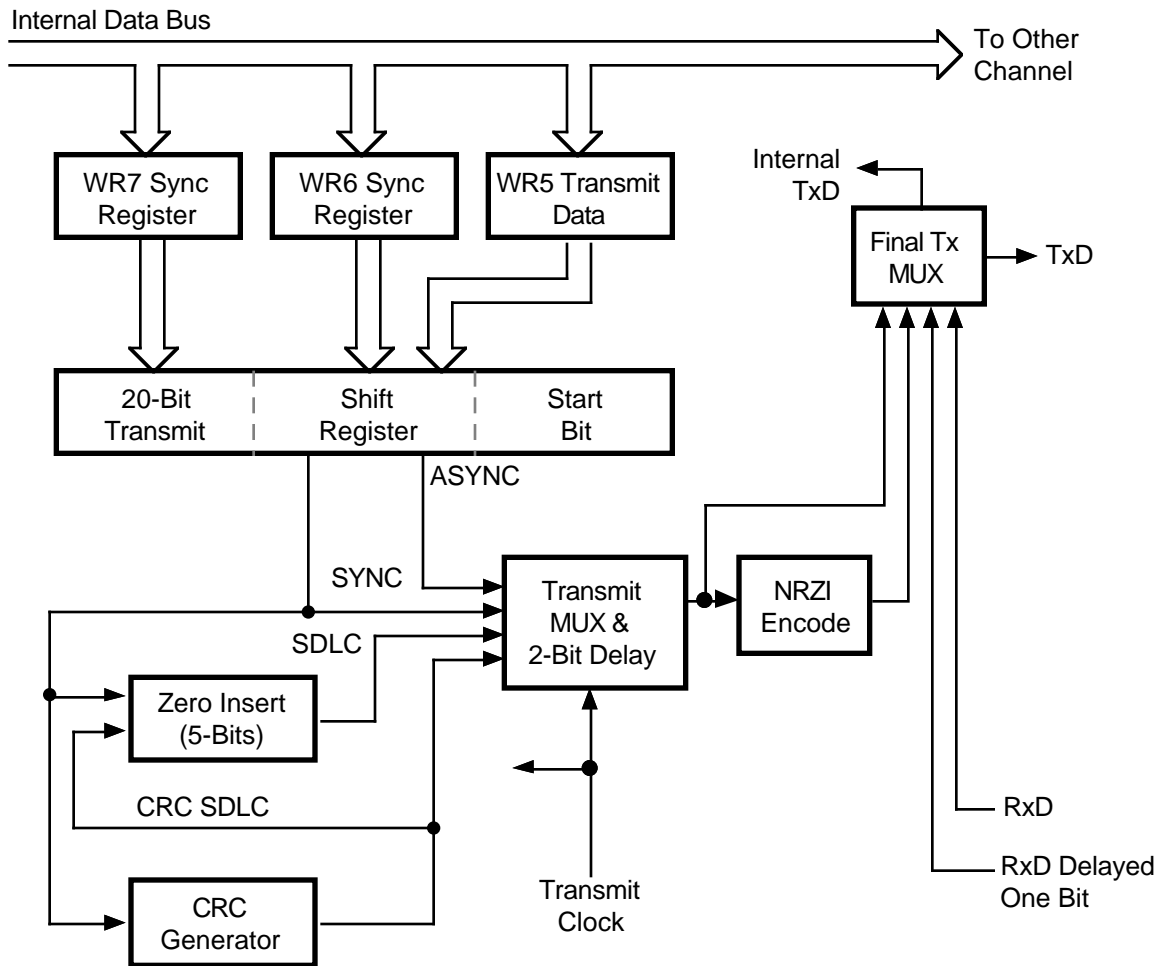 Internal Data Bus
To Other
Channel
WR7 Sync
Register
WR6 Sync
Register
WR5 Transmit
Data
Internal
TxD
Final Tx
MUX
TxD
20-Bit
Transmit
Shift
Register
Start
Bit
ASYNC
SYNC
SDLC
Transmit
MUX &
2-Bit Delay
NRZI
Encode
Zero Insert
(5-Bits)
CRC SDLC
CRC
Generator
Transmit
Clock
RxD
RxD Delayed
One Bit